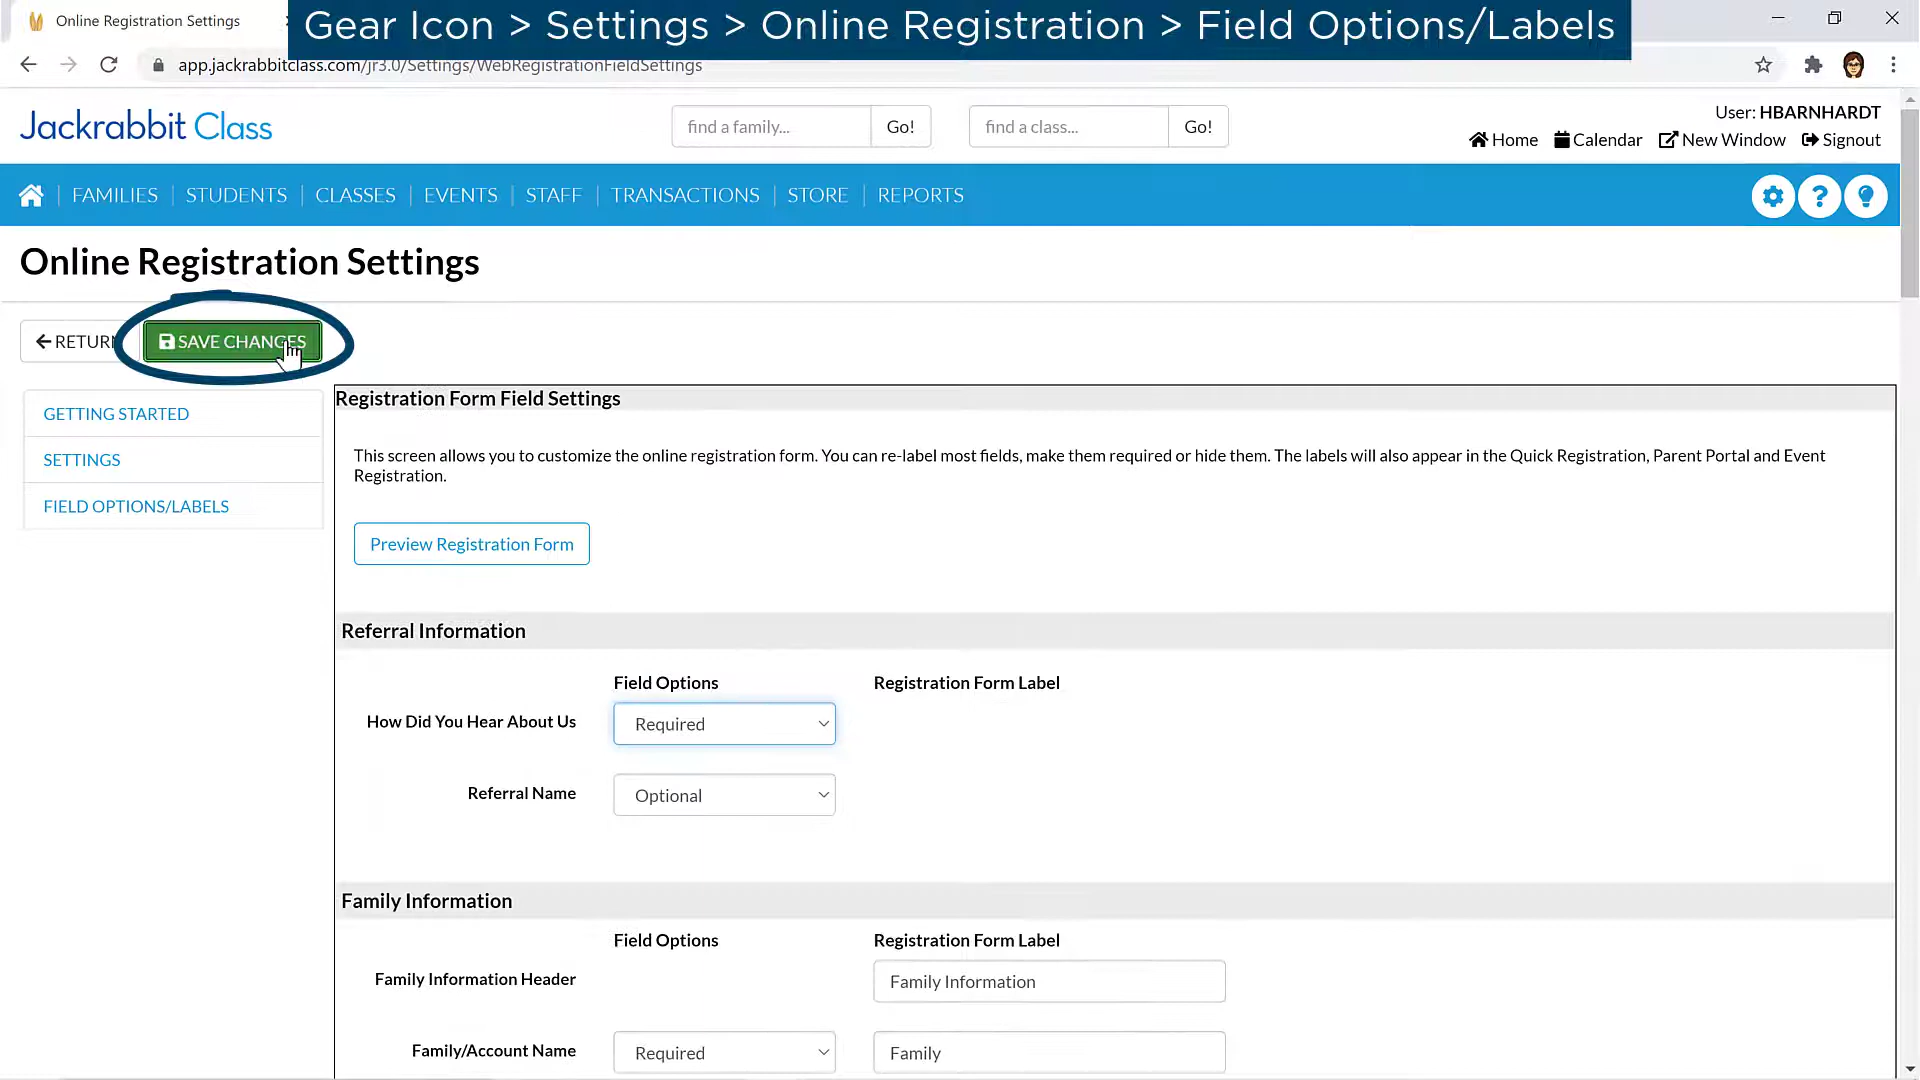 Online Registration Settings
Gear Icon > Settings > Online Registration > Field Options/Labels
app.jackrabbitclass.com/jr3.0/Settings/WebRegistrationFieldSettings
Jackrabbit Class
find a family...
Go!
find a class...
Go!
User: HBARNHARDT
Home
Calendar
New Window
Signout
FAMILIES
STUDENTS
CLASSES
EVENTS
STAFF
TRANSACTIONS
STORE
REPORTS
Online Registration Settings
RETURN
SAVE CHANGES
GETTING STARTED
SETTINGS
FIELD OPTIONS/LABELS
Registration Form Field Settings
This screen allows you to customize the online registration form. You can re-label most fields, make them required or hide them. The labels will also appear in the Quick Registration, Parent Portal and Event
Registration.
Preview Registration Form
Referral Information
Field Options
Registration Form Label
How Did You Hear About Us
Required
Referral Name
Optional
Family Information
Field Options
Registration Form Label
Family Information Header
Family Information
Family/Account Name
Required
Family